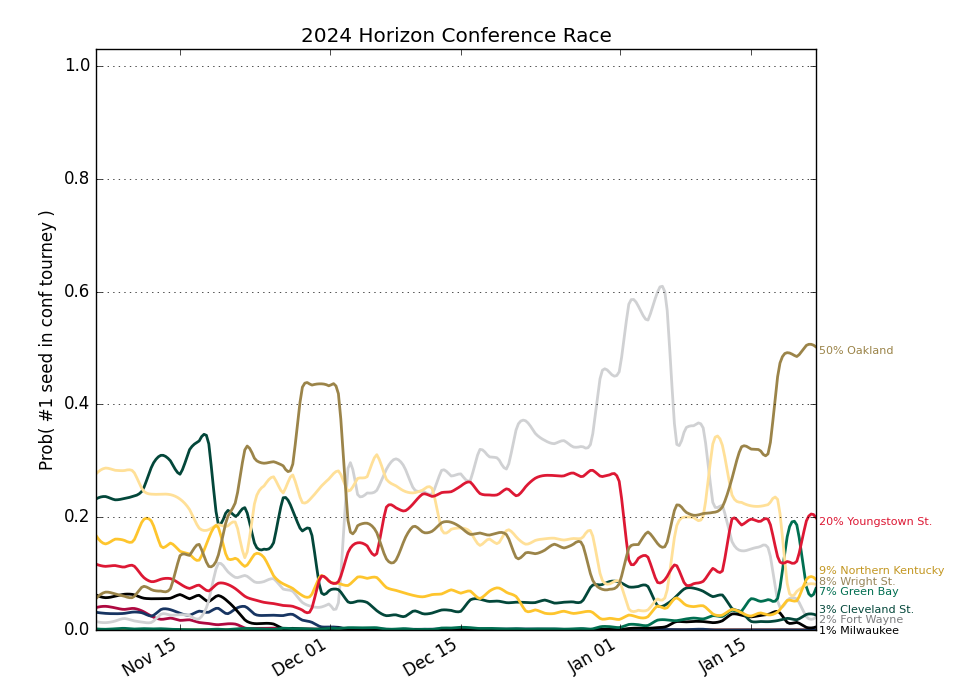 2024 Horizon Conference Race
Prob( #1 seed in conf tourney )
1.0
0.8
0.6
0.4
0.2
0.0
Nov 15
Dec 01
Dec 15
Jan 01
Jan 15
50% Oakland
20% Youngstown St.
9% Northern Kentucky
8% Wright St.
7% Green Bay
3% Cleveland St.
2% Fort Wayne
1% Milwaukee